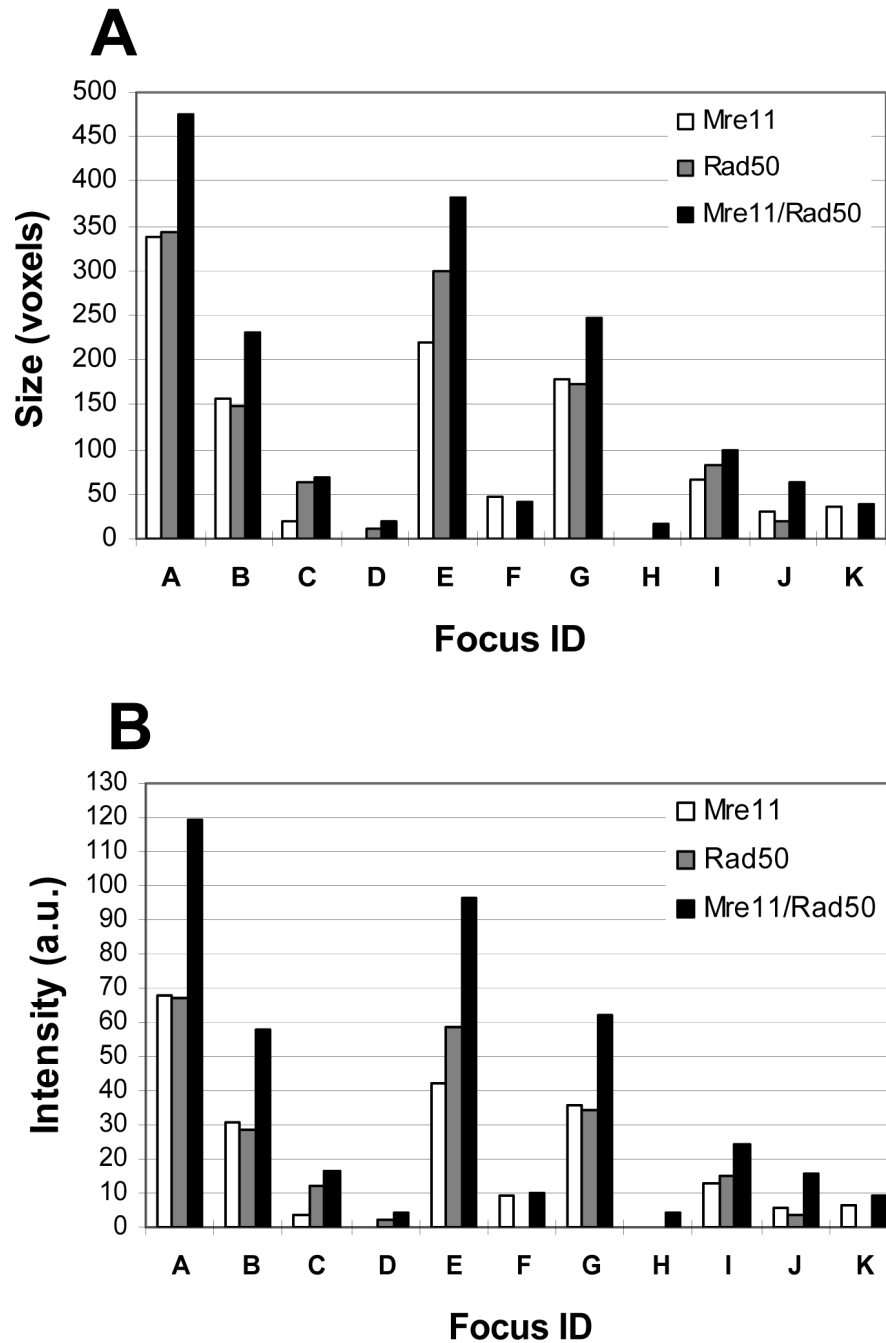 A
500
450
400
350
300
250
200
150
100
50
0
Size (voxels)
Mre11
Rad50
Mre11/Rad50
A B C D E F G H I J K
Focus ID
B
130
120
110
100
90
80
70
60
50
40
30
20
10
0
Intensity (a.u.)
Mre11
Rad50
Mre11/Rad50
A B C D E F G H I J K
Focus ID